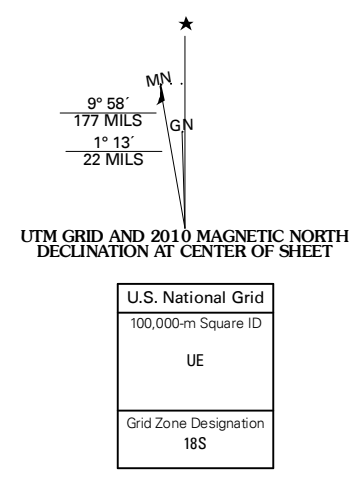 MN
9° 58´
177 MILS
GN
1° 13´
22 MILS
UTM GRID AND 2010 MAGNETIC NORTH
DECLINATION AT CENTER OF SHEET
U.S. National Grid
100,000-m Square ID
UE
Grid Zone Designation
18S